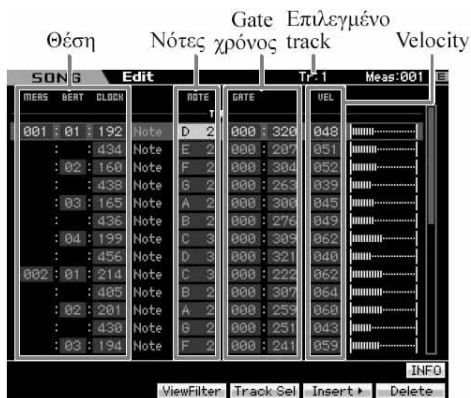 Gate Επιλεγμένο
Θέση Νότες χρόνος track Velocity
SONG Edit Tr:1 Meas:001
MEAS BEAT CLOCK NOTE GATE VEL
001 : 01 : 192 Note D 2 000 : 320 048
: : 434 Note E 2 000 : 207 051
: 02 : 160 Note F 2 000 : 304 052
: : 438 Note G 2 000 : 263 039
: 03 : 165 Note A 2 000 : 300 045
: : 436 Note B 2 000 : 276 049
: 04 : 199 Note C 3 000 : 309 062
: : 456 Note D 3 000 : 321 040
002 : 01 : 214 Note C 3 000 : 222 062
: : 405 Note B 2 000 : 307 064
: 02 : 201 Note A 2 000 : 259 060
: : 430 Note G 2 000 : 251 043
: 03 : 194 Note F 2 000 : 241 059
INFO
ViewFilter Track Sel Insert Delete